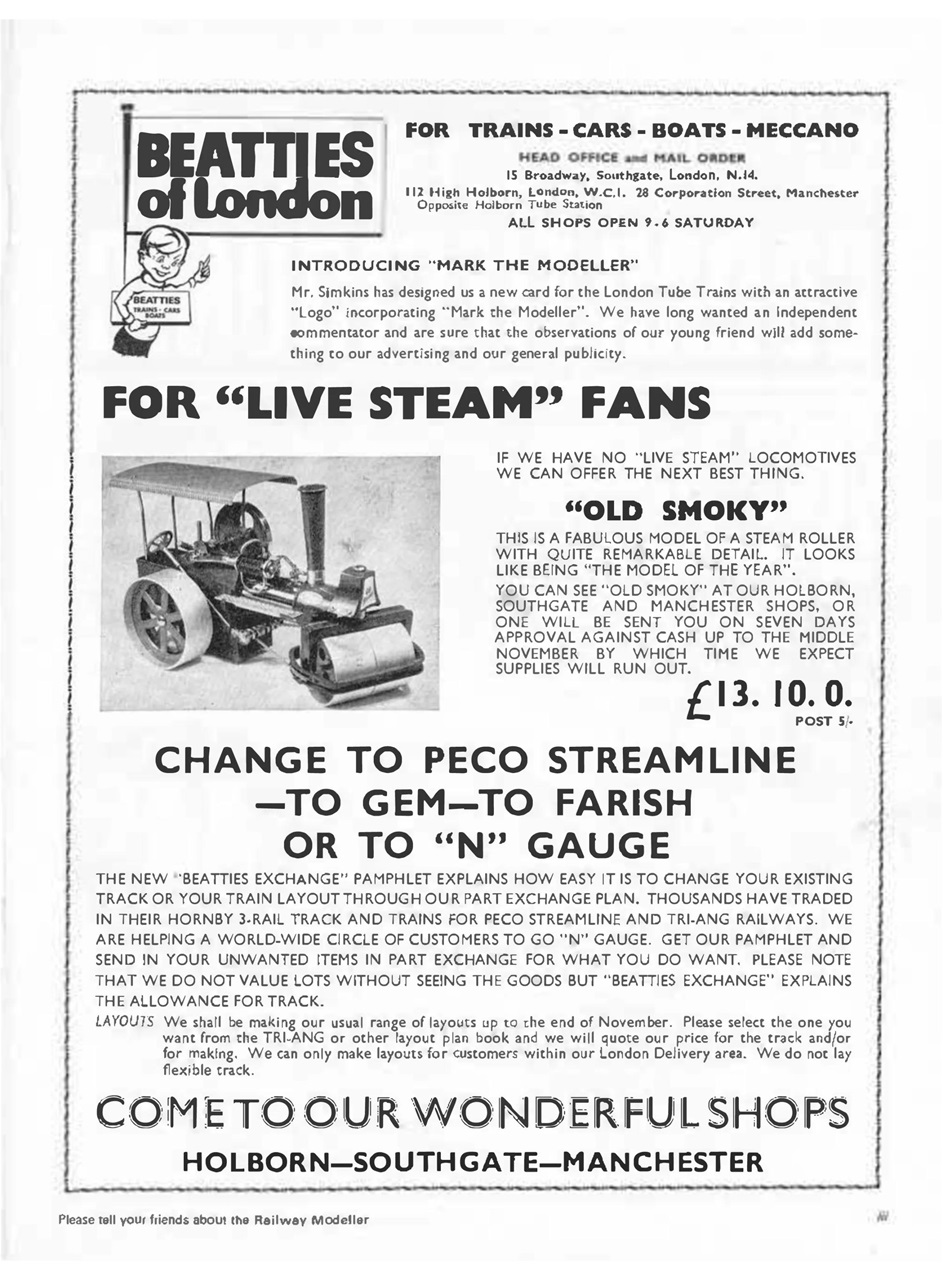 BEATTIES
of London
FOR TRAINS - CARS - BOATS - MECCANO
HEAD OFFICE and MAIL ORDER
15 Broadway, Southgate, London, N.14.
112 High Holborn, London, W.C.1. 28 Corporation Street, Manchester
Opposite Holborn Tube Station
ALL SHOPS OPEN 9-6 SATURDAY
BEATTIES
TRAINS - CARS
BOATS
INTRODUCING "MARK THE MODELLER"
Mr. Simkins has designed us a new card for the London Tube Trains with an attractive
"Logo" incorporating "Mark the Modeller". We have long wanted an independent
commentator and are sure that the observations of our young friend will add some-
thing to our advertising and our general publicity.
FOR "LIVE STEAM" FANS
IF WE HAVE NO "LIVE STEAM" LOCOMOTIVES
WE CAN OFFER THE NEXT BEST THING.
"OLD SMOKY"
THIS IS A FABULOUS MODEL OF A STEAM ROLLER
WITH QUITE REMARKABLE DETAIL. IT LOOKS
LIKE BEING "THE MODEL OF THE YEAR".
YOU CAN SEE "OLD SMOKY" AT OUR HOLBORN,
SOUTHGATE AND MANCHESTER SHOPS, OR
ONE WILL BE SENT YOU ON SEVEN DAYS
APPROVAL AGAINST CASH UP TO THE MIDDLE
NOVEMBER BY WHICH TIME WE EXPECT
SUPPLIES WILL RUN OUT.
£13. 10. 0.
POST 5/-
CHANGE TO PECO STREAMLINE
—TO GEM—TO FARISH
OR TO "N" GAUGE
THE NEW "BEATTIES EXCHANGE" PAMPHLET EXPLAINS HOW EASY IT IS TO CHANGE YOUR EXISTING
TRACK OR YOUR TRAIN LAYOUT THROUGH OUR PART EXCHANGE PLAN. THOUSANDS HAVE TRADED
IN THEIR HORNBY 3-RAIL TRACK AND TRAINS FOR PECO STREAMLINE AND TRI-ANG RAILWAYS. WE
ARE HELPING A WORLD-WIDE CIRCLE OF CUSTOMERS TO GO "N" GAUGE. GET OUR PAMPHLET AND
SEND IN YOUR UNWANTED ITEMS IN PART EXCHANGE FOR WHAT YOU DO WANT. PLEASE NOTE
THAT WE DO NOT VALUE LOTS WITHOUT SEEING THE GOODS BUT "BEATTIES EXCHANGE" EXPLAINS
THE ALLOWANCE FOR TRACK.
LAYOUTS We shall be making our usual range of layouts up to the end of November. Please select the one you
want from the TRI-ANG or other layout plan book and we will quote our price for the track and/or
for making. We can only make layouts for customers within our London Delivery area. We do not lay
flexible track.
COME TO OUR WONDERFUL SHOPS
HOLBORN—SOUTHGATE—MANCHESTER
Please tell your friends about the Railway Modeller